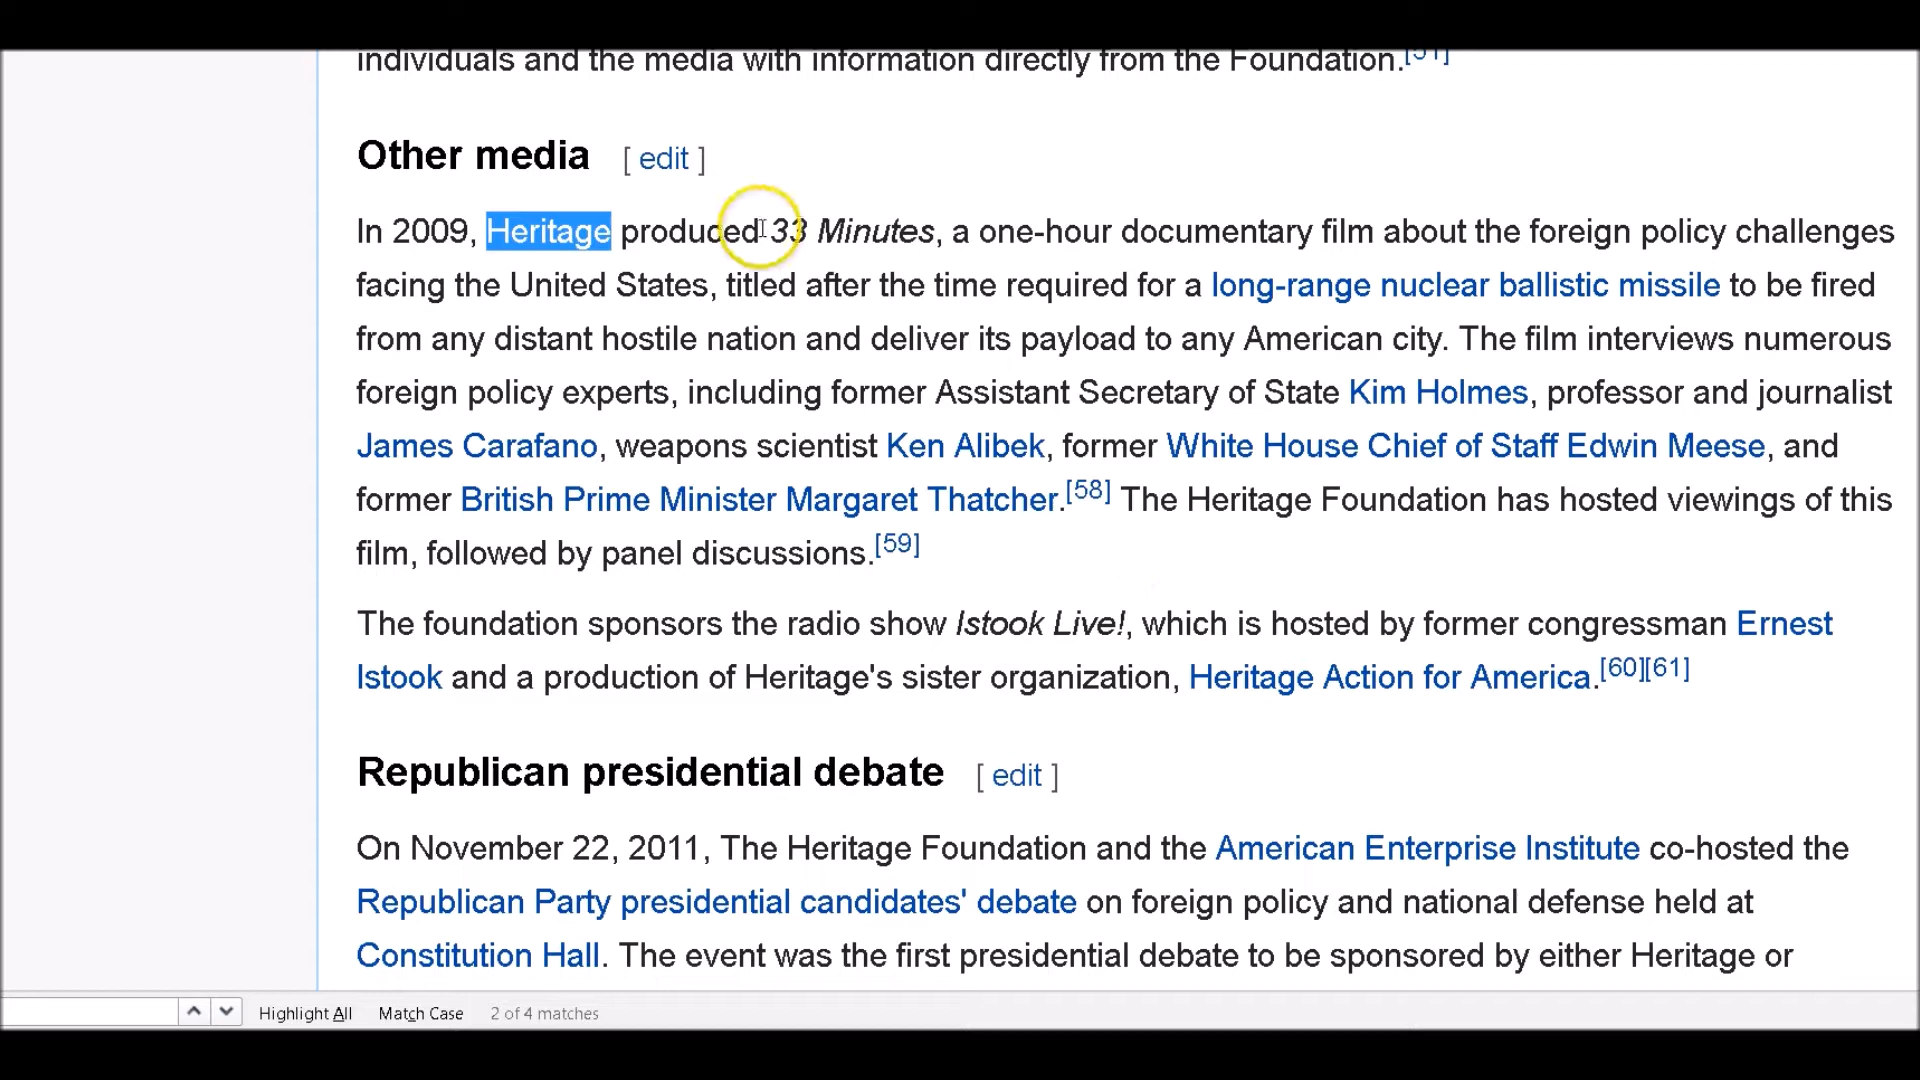 individuals and the media with information directly from the Foundation.[51]
Other media [ edit ]
In 2009, Heritage produced 33 Minutes, a one-hour documentary film about the foreign policy challenges
facing the United States, titled after the time required for a long-range nuclear ballistic missile to be fired
from any distant hostile nation and deliver its payload to any American city. The film interviews numerous
foreign policy experts, including former Assistant Secretary of State Kim Holmes, professor and journalist
James Carafano, weapons scientist Ken Alibek, former White House Chief of Staff Edwin Meese, and
former British Prime Minister Margaret Thatcher.[58] The Heritage Foundation has hosted viewings of this
film, followed by panel discussions.[59]
The foundation sponsors the radio show Istook Live!, which is hosted by former congressman Ernest
Istook and a production of Heritage's sister organization, Heritage Action for America.[60][61]
Republican presidential debate [ edit ]
On November 22, 2011, The Heritage Foundation and the American Enterprise Institute co-hosted the
Republican Party presidential candidates' debate on foreign policy and national defense held at
Constitution Hall. The event was the first presidential debate to be sponsored by either Heritage or
Highlight All Match Case 2 of 4 matches